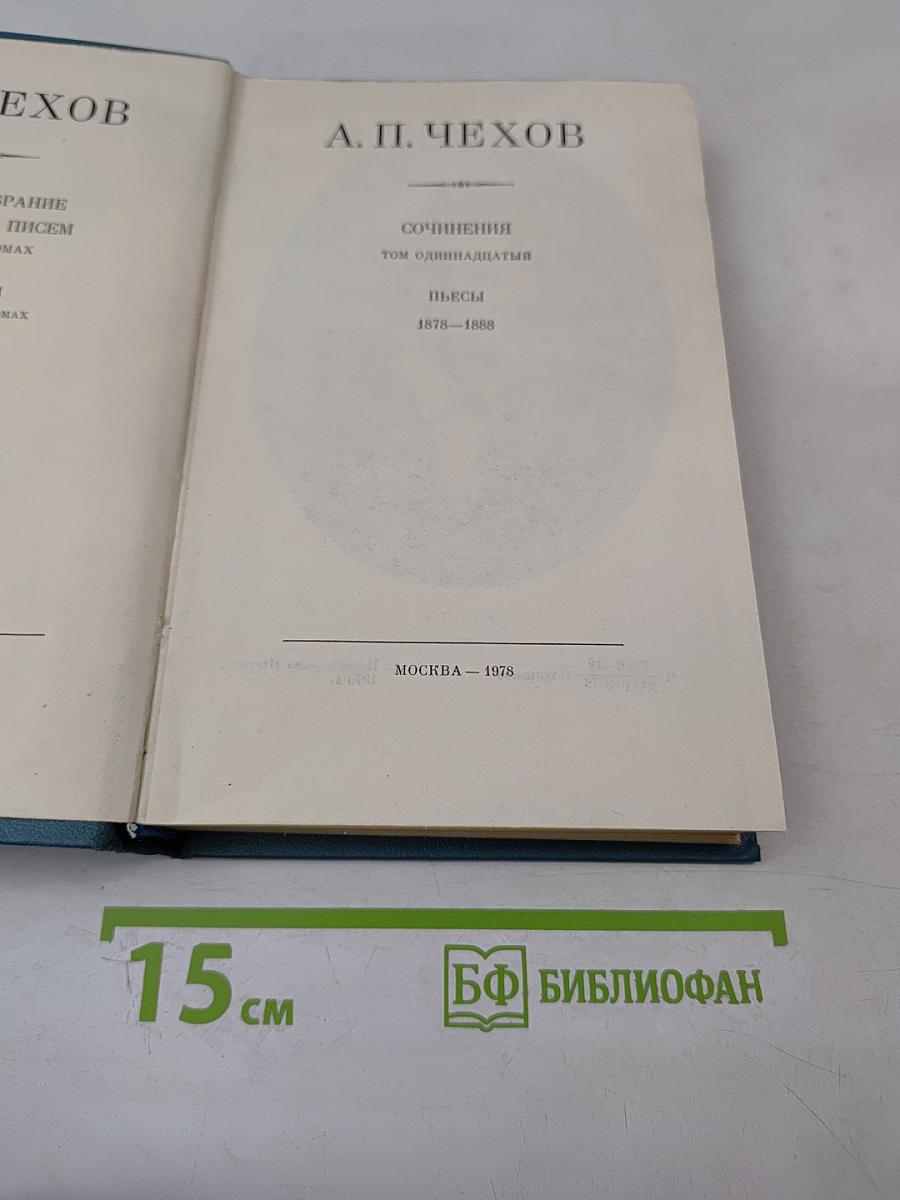 ЕХОВ
БРАНИЕ
ПИСЕМ
ОМАХ
ОМАХ
А. П. ЧЕХОВ
СОЧИНЕНИЯ
ТОМ ОДИННАДЦАТЫЙ
ПЬЕСЫ
1878—1888
МОСКВА — 1978
15 см
БФ БИБЛИОФАН